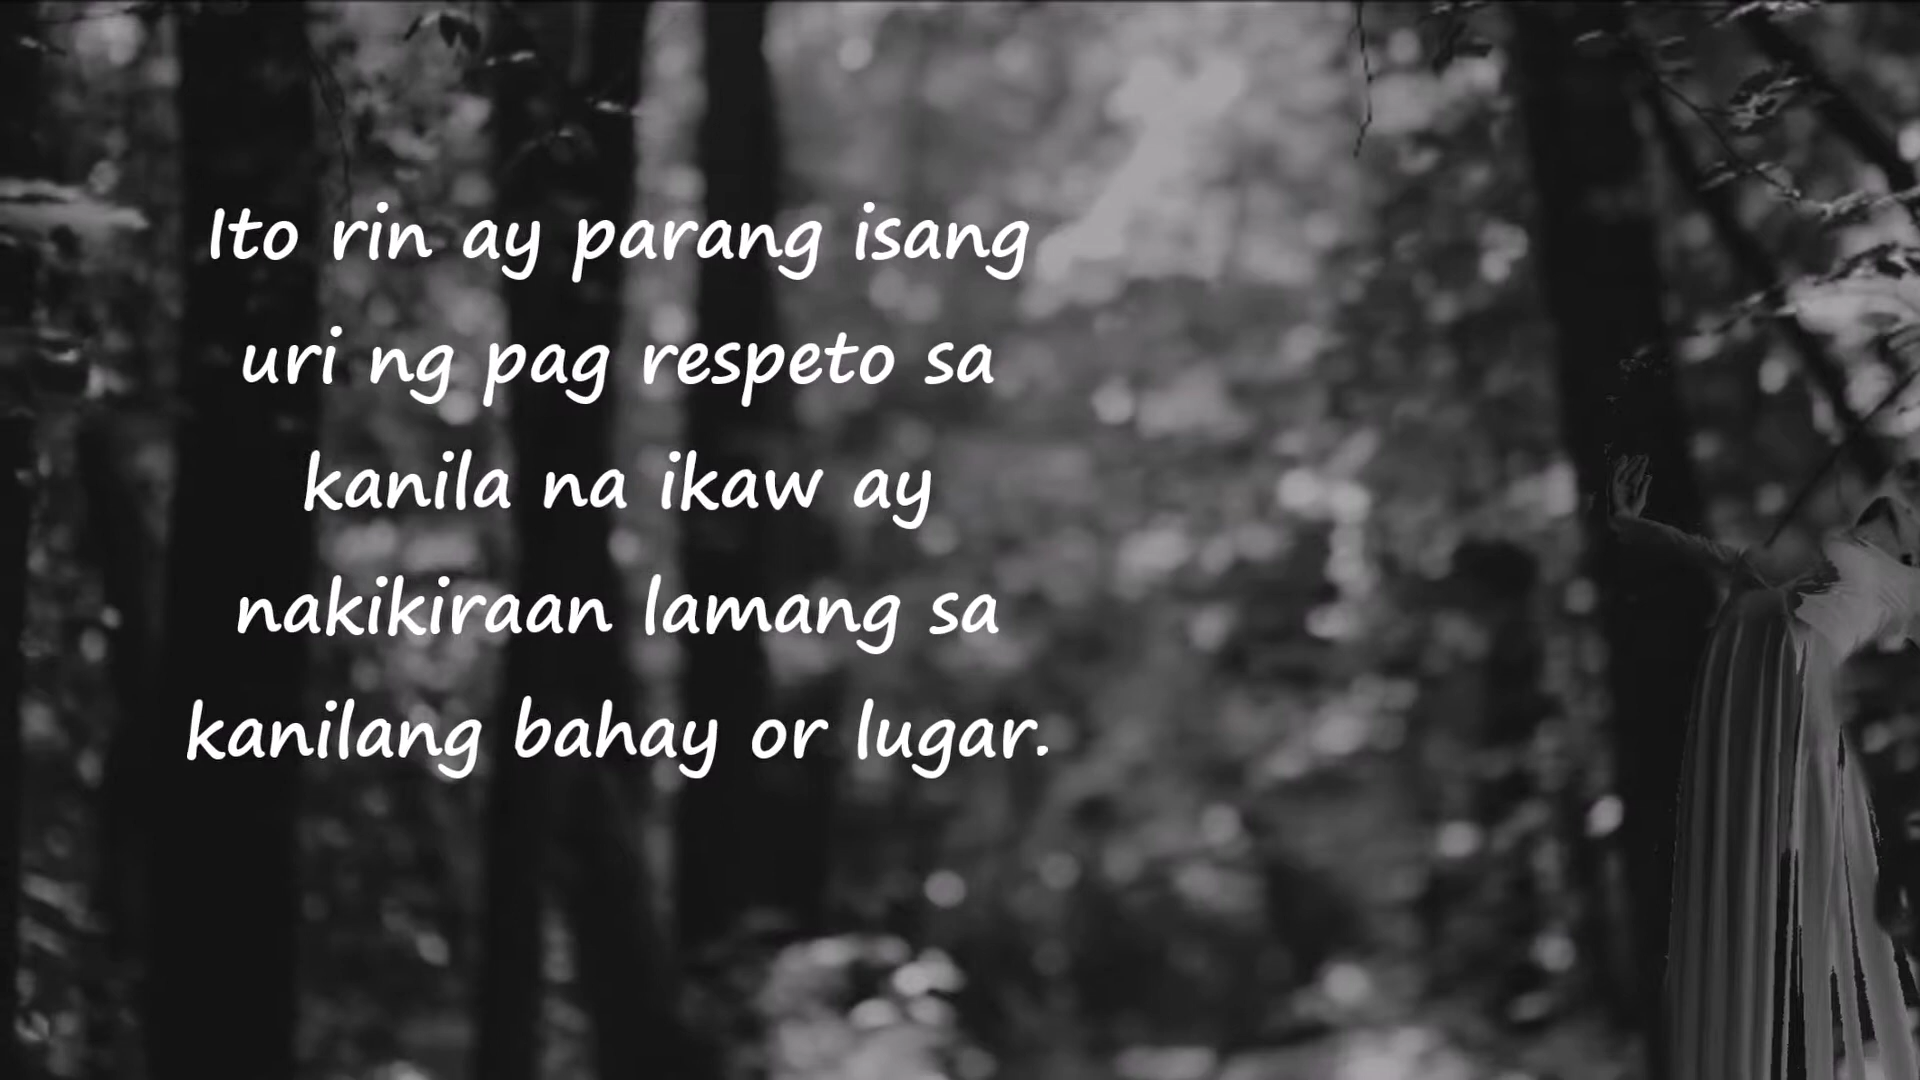 Ito rin ay parang isang
uri ng pag respeto sa
kanila na ikaw ay
nakikiraan lamang sa
kanilang bahay or lugar.